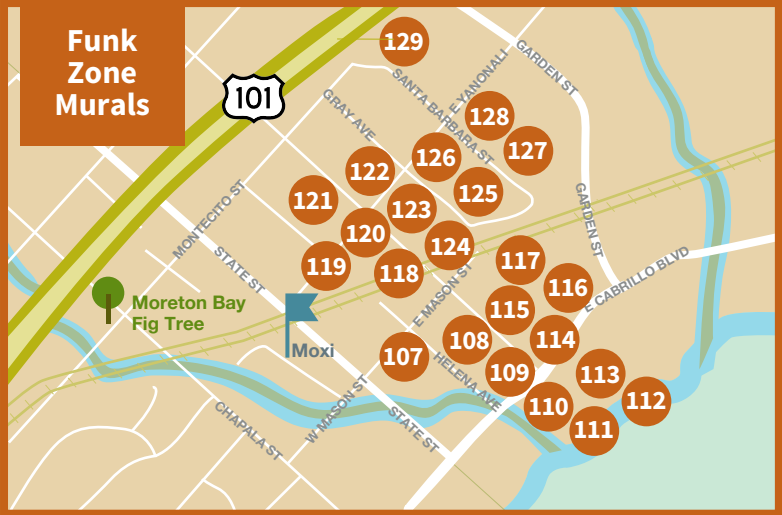 Funk
Zone
Murals
129
101
GARDEN ST
SANTA BARBARA ST
E YANONALI
GRAY AVE
128
127
126
122
125
121
123
MONTECITO ST
GARDEN ST
120
124
STATE ST
119
118
117
116
E CABRILLO BLVD
E MASON ST
Moreton Bay
Fig Tree
115
Moxi
108
114
107
109
113
HELENA AVE
110
112
111
W MASON ST
STATE ST
CHAPALA ST